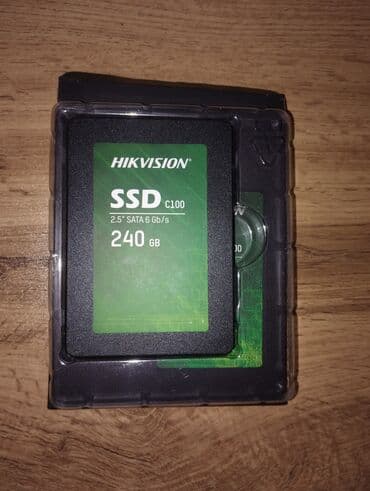 HIKVISION
SSD C100
2.5" SATA 6 Gb/s
240 GB